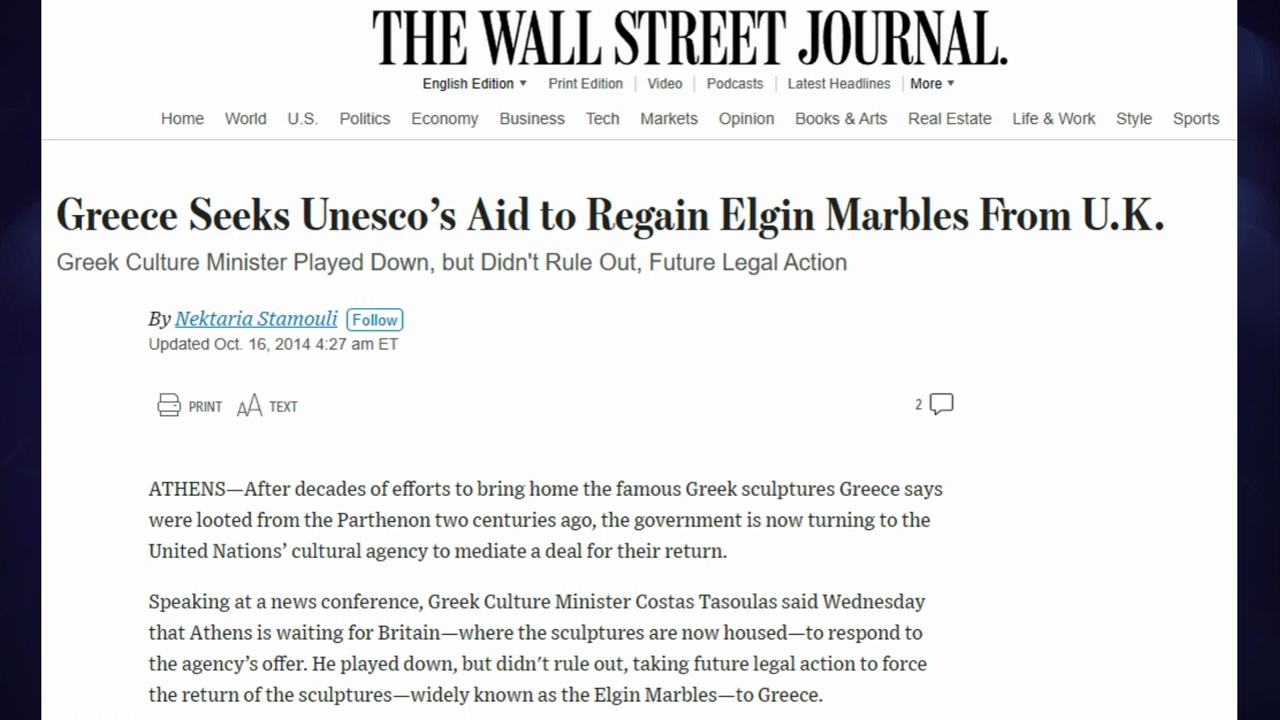 THE WALL STREET JOURNAL.
English Edition Print Edition Video Podcasts Latest Headlines More
Home World U.S. Politics Economy Business Tech Markets Opinion Books & Arts Real Estate Life & Work Style Sports
Greece Seeks Unesco’s Aid to Regain Elgin Marbles From U.K.
Greek Culture Minister Played Down, but Didn't Rule Out, Future Legal Action
By Nektaria Stamouli Follow
Updated Oct. 16, 2014 4:27 am ET
PRINT AA TEXT 2
ATHENS—After decades of efforts to bring home the famous Greek sculptures Greece says
were looted from the Parthenon two centuries ago, the government is now turning to the
United Nations’ cultural agency to mediate a deal for their return.
Speaking at a news conference, Greek Culture Minister Costas Tasoulas said Wednesday
that Athens is waiting for Britain—where the sculptures are now housed—to respond to
the agency’s offer. He played down, but didn't rule out, taking future legal action to force
the return of the sculptures—widely known as the Elgin Marbles—to Greece.